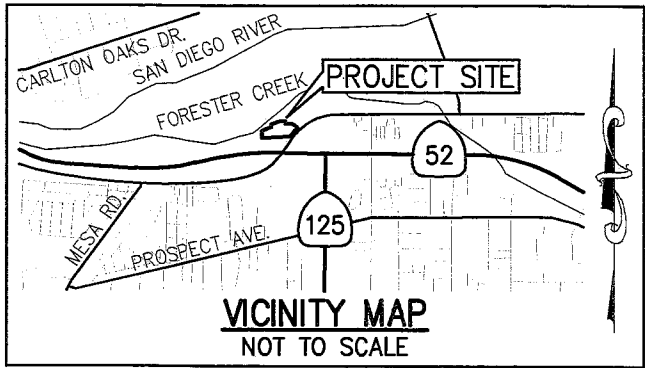 CARLTON OAKS DR.
SAN DIEGO RIVER
FORESTER CREEK
PROJECT SITE
52
125
MESA RD.
PROSPECT AVE.
VICINITY MAP
NOT TO SCALE